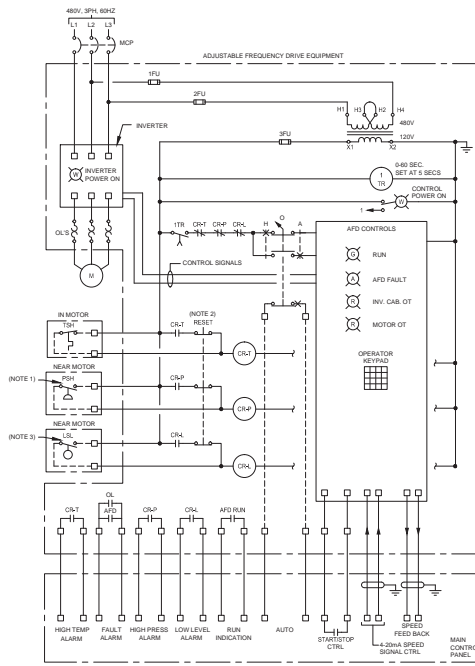 480V, 3PH, 60HZ
L1 L2 L3
MCP
ADJUSTABLE FREQUENCY DRIVE EQUIPMENT
1FU
2FU
H1 H3 H2 H4
480V
INVERTER
3FU
120V
X1 X2
W INVERTER
POWER ON
1
TR
0-60 SEC.
SET AT 5 SECS
CONTROL
POWER ON
W
1
OL'S
1TR CR-T CR-P CR-L H O A
AFD CONTROLS
G RUN
M
CONTROL SIGNALS
A AFD FAULT
R INV. CAB. OT
R MOTOR OT
IN MOTOR
TSH
CR-T
(NOTE 2)
RESET
CR-T
OPERATOR
KEYPAD
NEAR MOTOR
(NOTE 1)
PSH
CR-P
CR-P
NEAR MOTOR
(NOTE 3)
LSL
CR-L
CR-L
CR-T
OL
AFD
CR-P
CR-L
AFD RUN
HIGH TEMP
ALARM
FAULT
ALARM
HIGH PRESS
ALARM
LOW LEVEL
ALARM
RUN
INDICATION
AUTO
START/STOP
CTRL
4-20mA SPEED
SIGNAL CTRL
SPEED
FEED BACK
MAIN
CONTR
PANEL